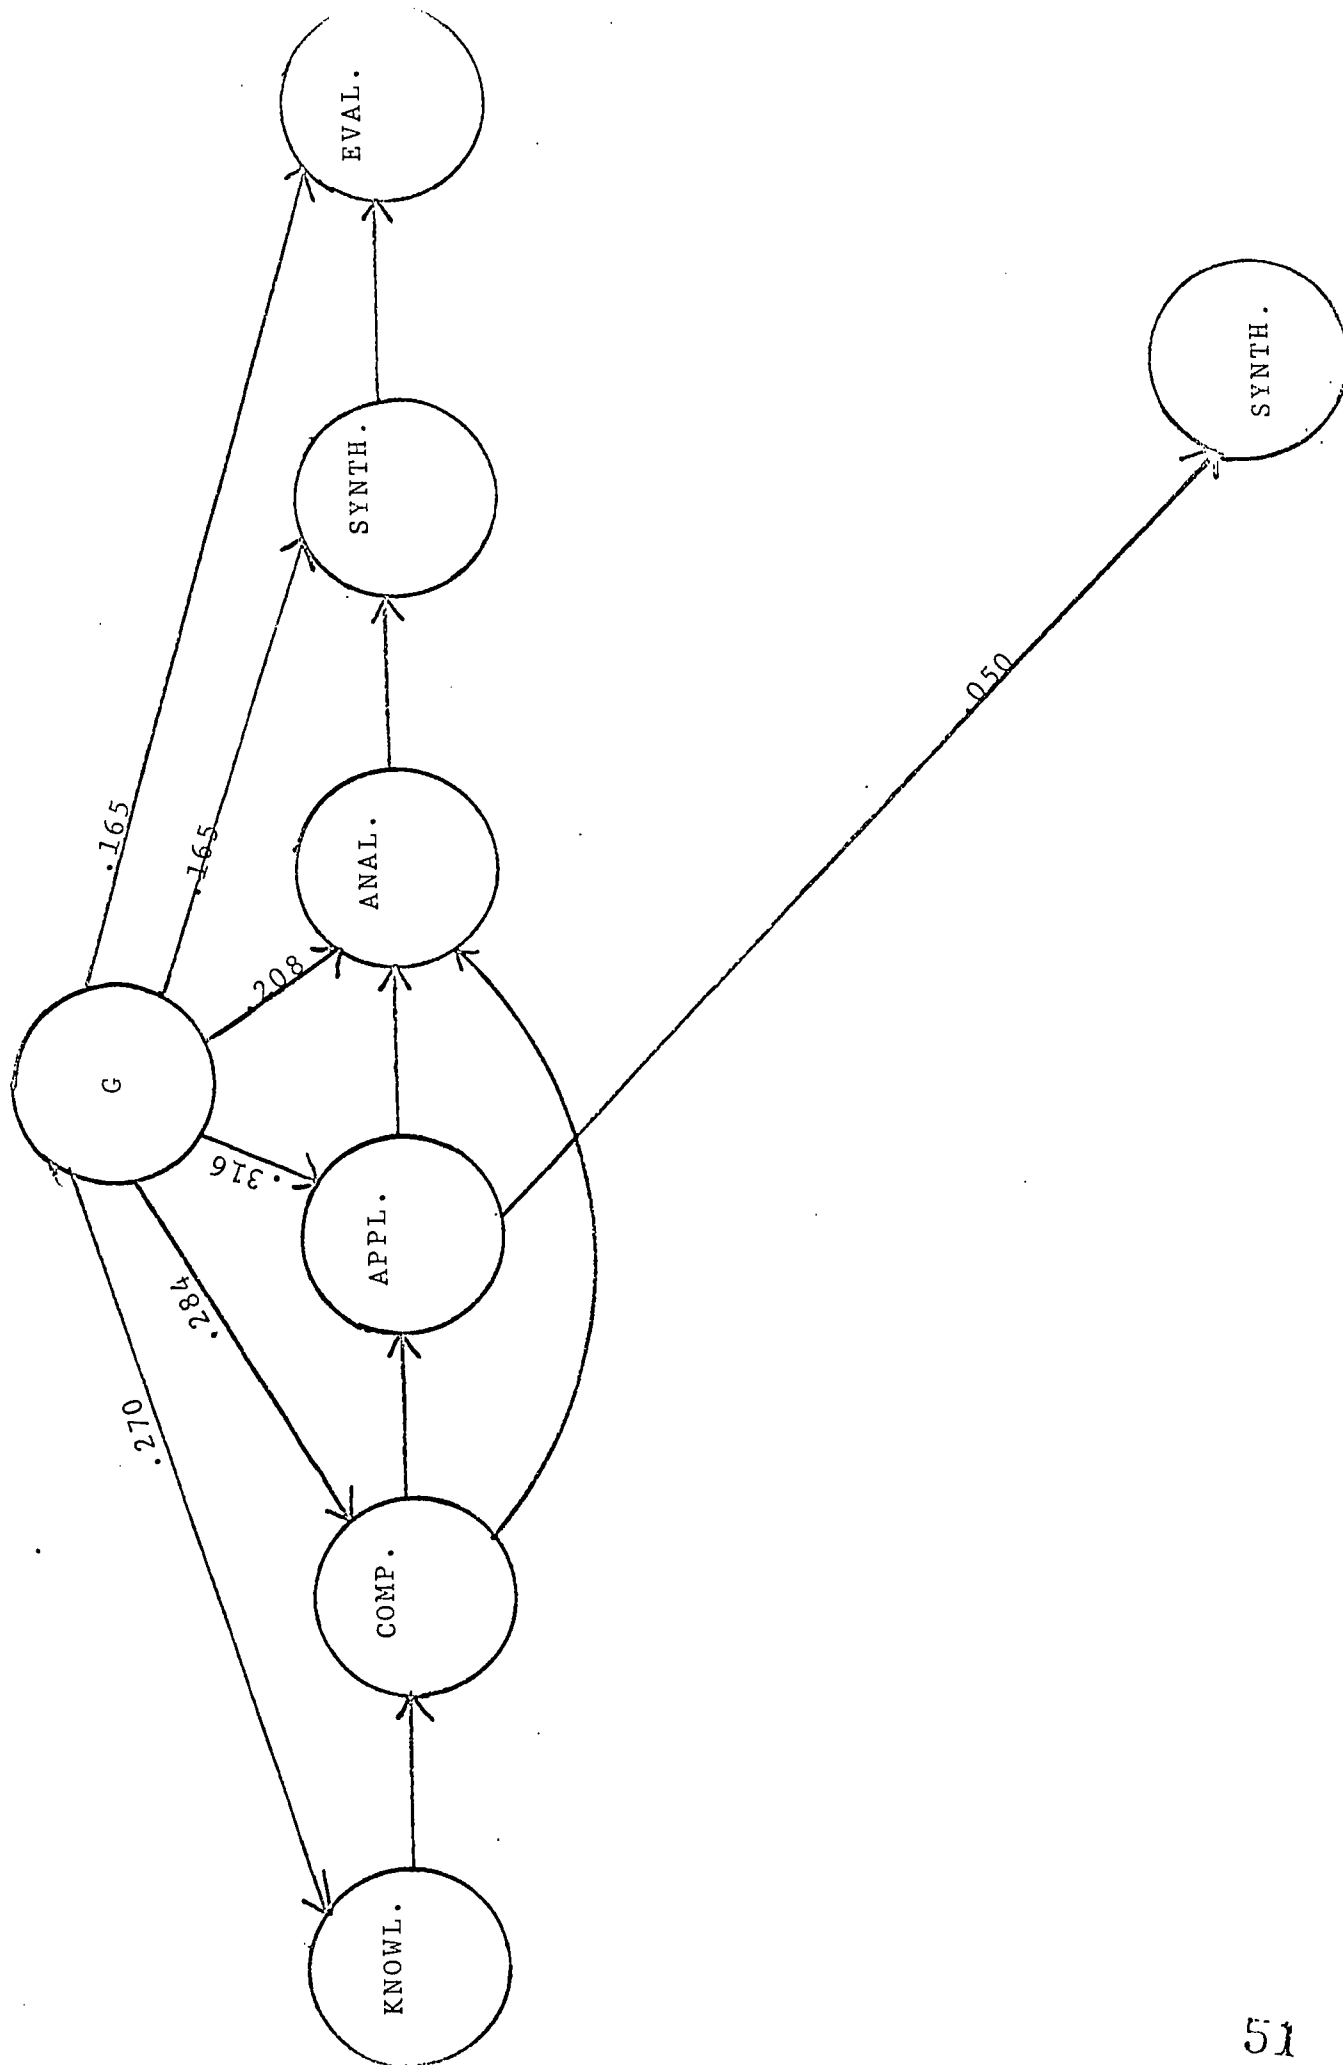 G
.270
.284
.316
.208
.165
.165
KNOWL.
COMP.
APPL.
ANAL.
SYNTH.
EVAL.
.050
SYNTH.
51